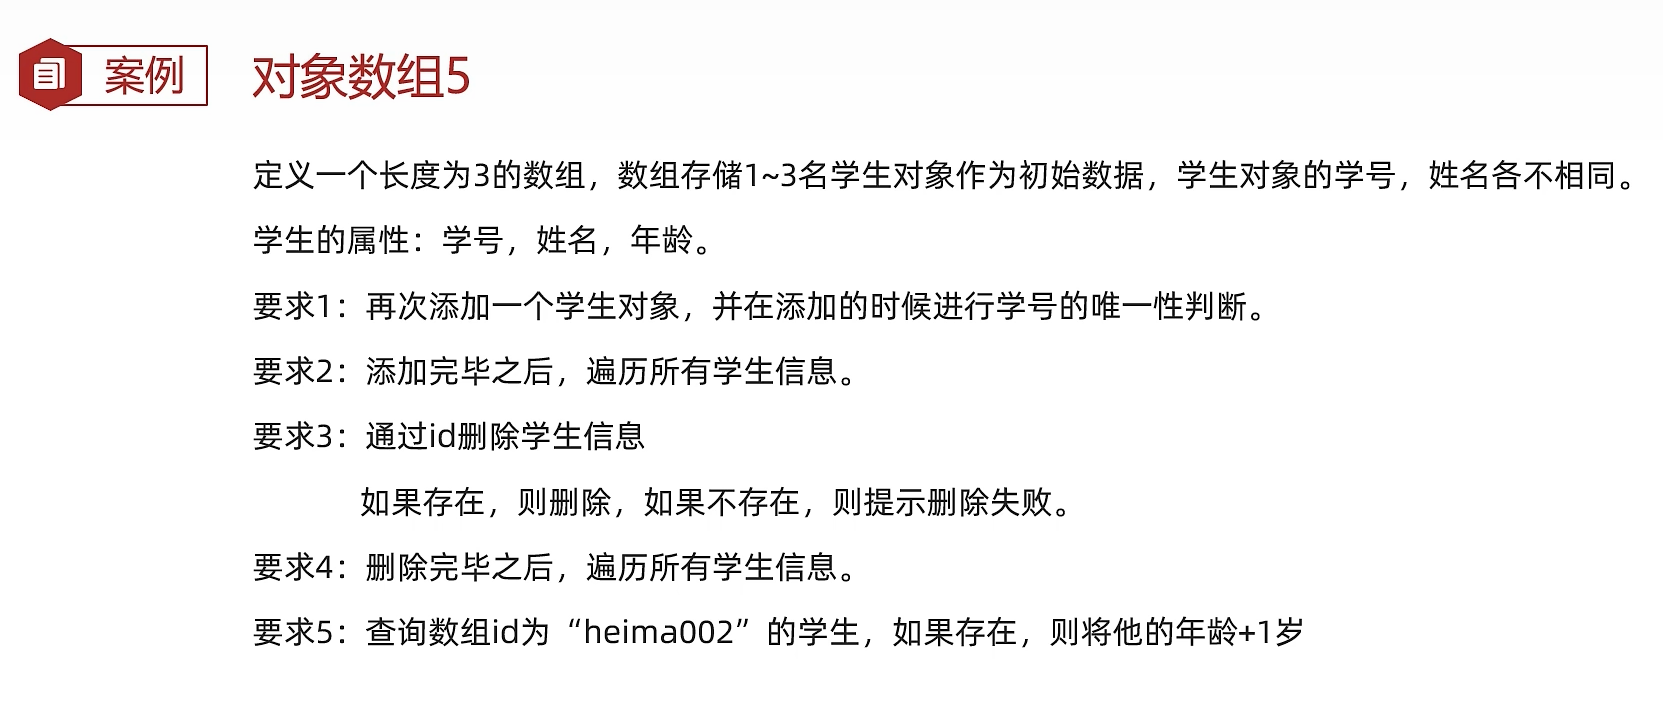 案例
对象数组5
定义一个长度为3的数组，数组存储1~3名学生对象作为初始数据，学生对象的学号，姓名各不相同。
学生的属性：学号，姓名，年龄。
要求1：再次添加一个学生对象，并在添加的时候进行学号的唯一性判断。
要求2：添加完毕之后，遍历所有学生信息。
要求3：通过id删除学生信息
如果存在，则删除，如果不存在，则提示删除失败。
要求4：删除完毕之后，遍历所有学生信息。
要求5：查询数组id为“heima002”的学生，如果存在，则将他的年龄+1岁